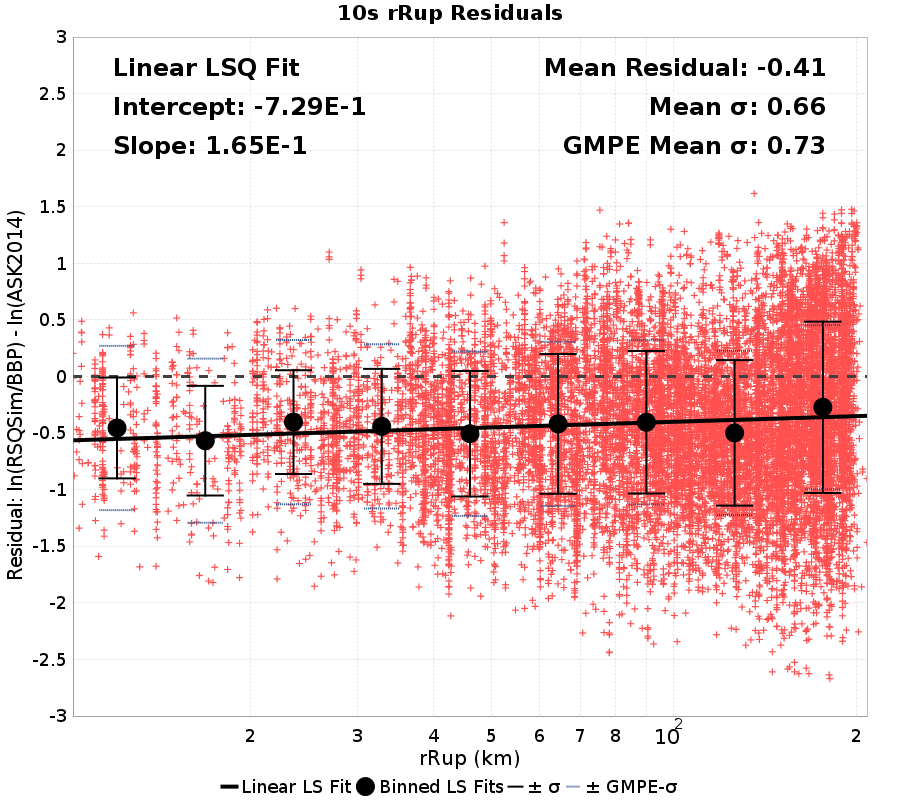 10s rRup Residuals
Linear LSQ Fit
Intercept: -7.29E-1
Slope: 1.65E-1
Mean Residual: -0.41
Mean σ: 0.66
GMPE Mean σ: 0.73
Residual: ln(RSQSim/BBP) - ln(ASK2014)
3
2.5
2
1.5
1
0.5
0
-0.5
-1
-1.5
-2
-2.5
-3
2 3 4 5 6 7 8 10² 2
rRup (km)
Linear LS Fit Binned LS Fits ± σ ± GMPE-σ